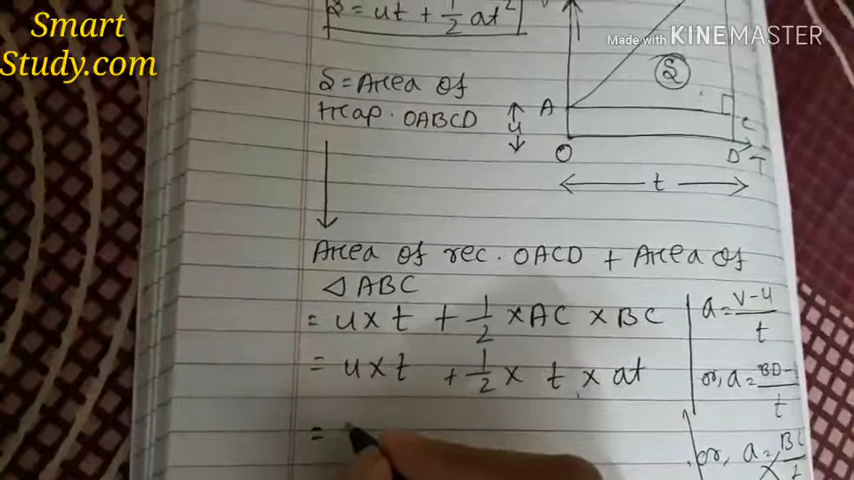 Smart
Study.com
Made with KINEMASTER
S = ut + 1/2 at²
S = Area of
trap. OABCD
A
u
S
C
O
D T
t
Area of rec. OACD + Area of
△ ABC
= u x t + 1/2 x AC x BC
a = v-u/t
= u x t + 1/2 x t x at
or, a = BD-/t
=
or, a = BC/t